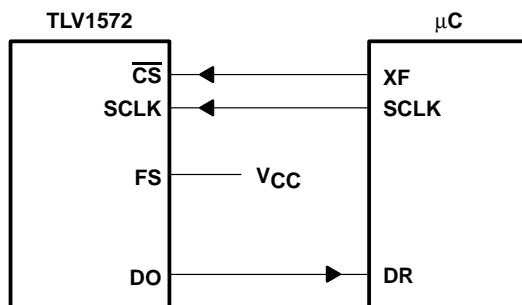 TLV1572 μC
CS XF
SCLK SCLK
FS VCC
DO DR